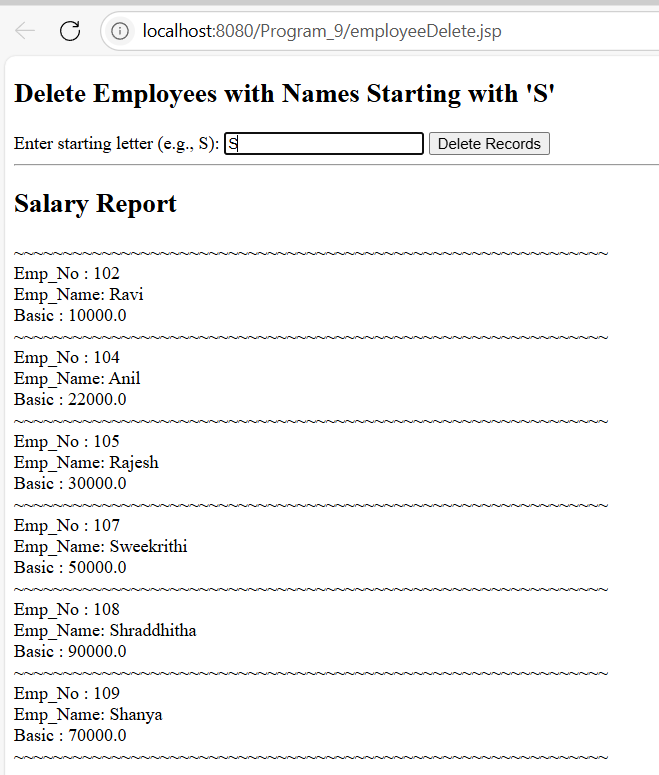 localhost:8080/Program_9/employeeDelete.jsp
Delete Employees with Names Starting with 'S'
Enter starting letter (e.g., S): S Delete Records
Salary Report
~~~~~~~~~~~~~~~~~~~~~~~~~~~~~~~~~~~~~~~~~~~~~~~~~~~~~~~~~~~~~
Emp_No : 102
Emp_Name: Ravi
Basic : 10000.0
~~~~~~~~~~~~~~~~~~~~~~~~~~~~~~~~~~~~~~~~~~~~~~~~~~~~~~~~~~~~~
Emp_No : 104
Emp_Name: Anil
Basic : 22000.0
~~~~~~~~~~~~~~~~~~~~~~~~~~~~~~~~~~~~~~~~~~~~~~~~~~~~~~~~~~~~~
Emp_No : 105
Emp_Name: Rajesh
Basic : 30000.0
~~~~~~~~~~~~~~~~~~~~~~~~~~~~~~~~~~~~~~~~~~~~~~~~~~~~~~~~~~~~~
Emp_No : 107
Emp_Name: Sweekrithi
Basic : 50000.0
~~~~~~~~~~~~~~~~~~~~~~~~~~~~~~~~~~~~~~~~~~~~~~~~~~~~~~~~~~~~~
Emp_No : 108
Emp_Name: Shraddhitha
Basic : 90000.0
~~~~~~~~~~~~~~~~~~~~~~~~~~~~~~~~~~~~~~~~~~~~~~~~~~~~~~~~~~~~~
Emp_No : 109
Emp_Name: Shanya
Basic : 70000.0
~~~~~~~~~~~~~~~~~~~~~~~~~~~~~~~~~~~~~~~~~~~~~~~~~~~~~~~~~~~~~